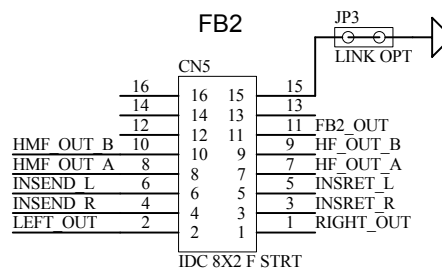 FB2
JP3
LINK OPT
CN5
16 16 15 15
14 14 13 13
12 12 11 11 FB2_OUT
HMF_OUT_B 10 10 9 9 HF_OUT_B
HMF_OUT_A 8 8 7 7 HF_OUT_A
INSEND_L 6 6 5 5 INSRET_L
INSEND_R 4 4 3 3 INSRET_R
LEFT_OUT 2 2 1 1 RIGHT_OUT
IDC 8X2 F STRT